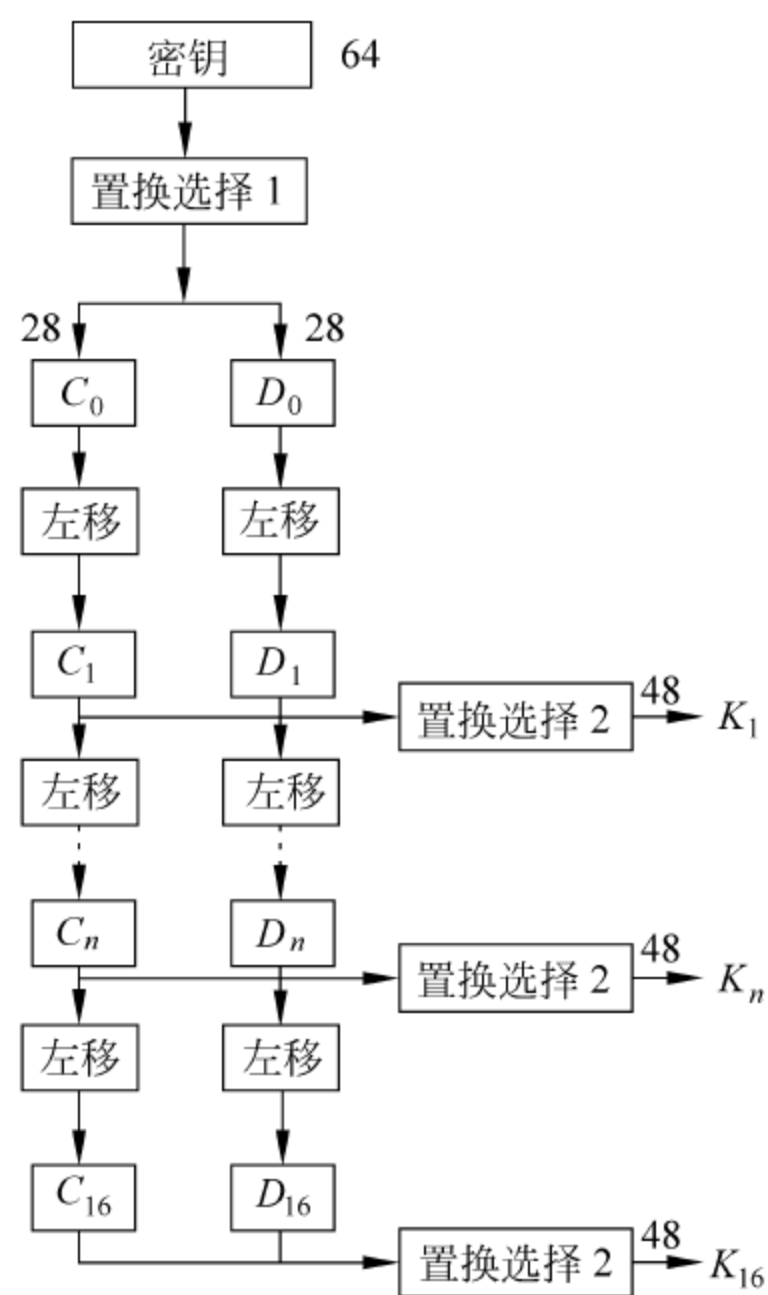 密钥 64
置换选择 1
28 28
C₀ D₀
左移 左移
C₁ D₁
置换选择 2 48 K₁
左移 左移
Cₙ Dₙ
置换选择 2 48 Kₙ
左移 左移
C₁₆ D₁₆
置换选择 2 48 K₁₆